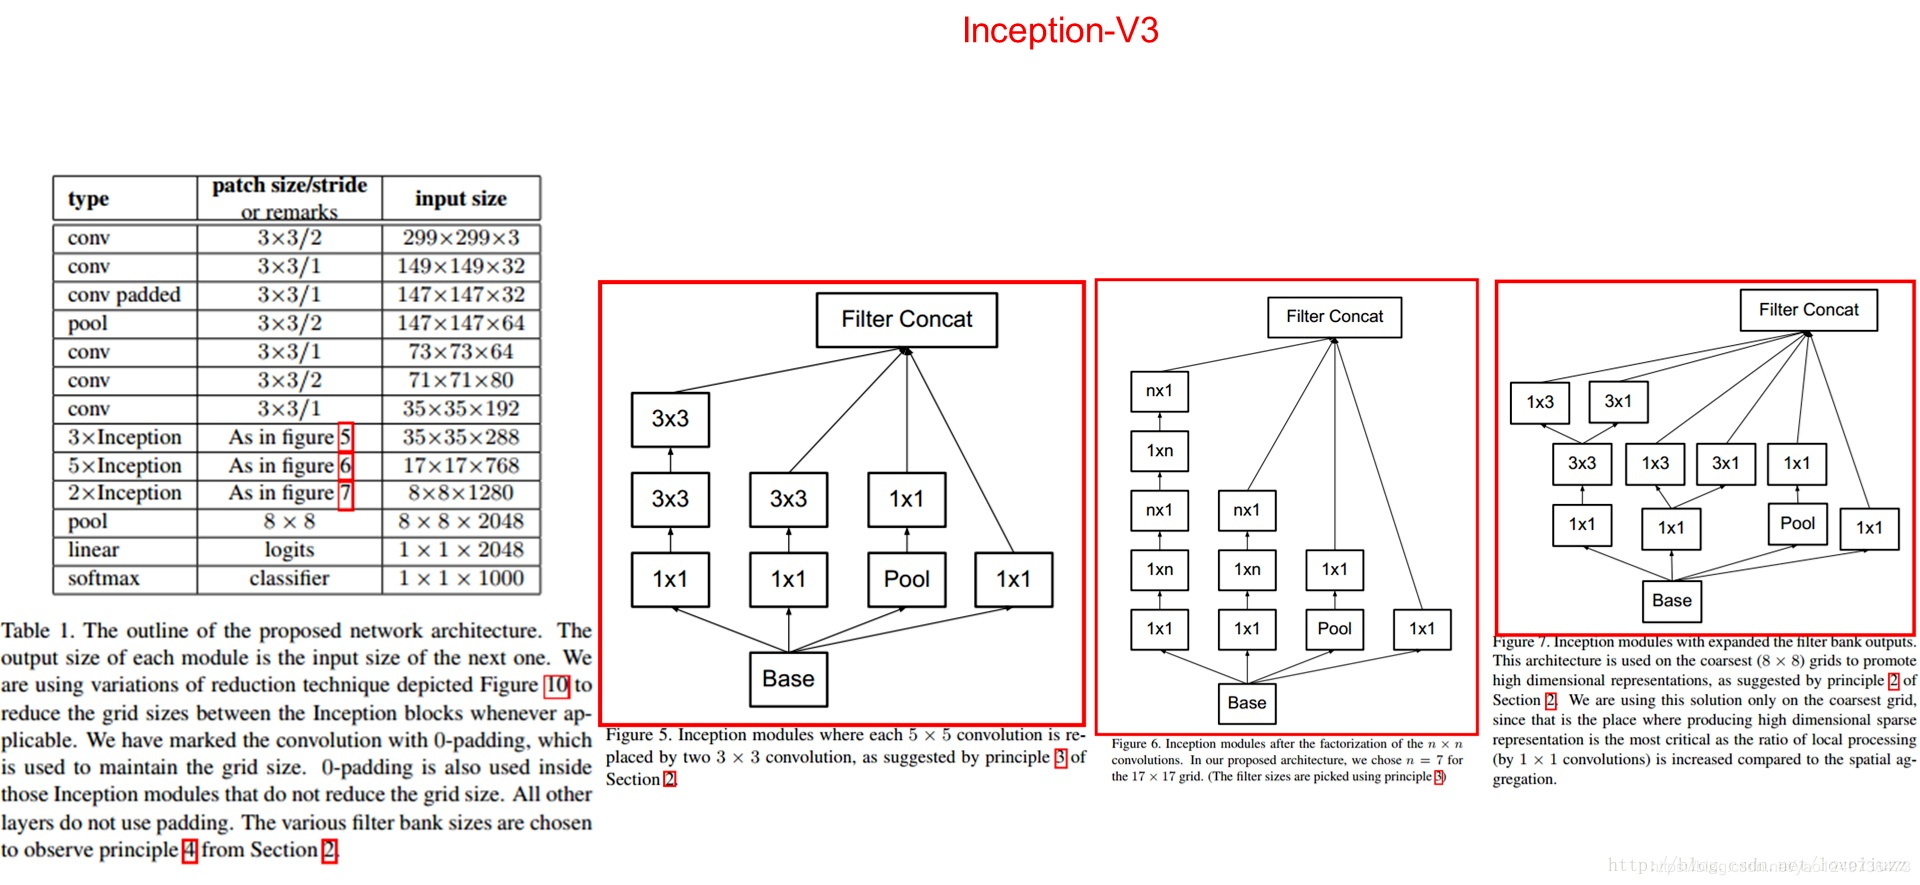 Inception-V3
type patch size/stride or remarks input size
conv 3×3/2 299×299×3
conv 3×3/1 149×149×32
conv padded 3×3/1 147×147×32
pool 3×3/2 147×147×64
conv 3×3/1 73×73×64
conv 3×3/2 71×71×80
conv 3×3/1 35×35×192
3×Inception As in figure 5 35×35×288
5×Inception As in figure 6 17×17×768
2×Inception As in figure 7 8×8×1280
pool 8 × 8 8 × 8 × 2048
linear logits 1 × 1 × 2048
softmax classifier 1 × 1 × 1000
Table 1. The outline of the proposed network architecture. The
output size of each module is the input size of the next one. We
are using variations of reduction technique depicted Figure 10 to
reduce the grid sizes between the Inception blocks whenever ap-
plicable. We have marked the convolution with 0-padding, which
is used to maintain the grid size. 0-padding is also used inside
those Inception modules that do not reduce the grid size. All other
layers do not use padding. The various filter bank sizes are chosen
to observe principle 4 from Section 2.
Filter Concat
3x3
3x3 3x3 1x1
1x1 1x1 Pool 1x1
Base
Figure 5. Inception modules where each 5 × 5 convolution is re-
placed by two 3 × 3 convolution, as suggested by principle 3 of
Section 2.
Filter Concat
nx1
1xn
nx1 nx1
1xn 1xn 1x1
1x1 1x1 Pool 1x1
Base
Figure 6. Inception modules after the factorization of the n × n
convolutions. In our proposed architecture, we chose n = 7 for
the 17 × 17 grid. (The filter sizes are picked using principle 3)
Filter Concat
1x3 3x1
3x3 1x3 3x1 1x1
1x1 1x1 Pool 1x1
Base
Figure 7. Inception modules with expanded the filter bank outputs.
This architecture is used on the coarsest (8 × 8) grids to promote
high dimensional representations, as suggested by principle 2 of
Section 2. We are using this solution only on the coarsest grid,
since that is the place where producing high dimensional sparse
representation is the most critical as the ratio of local processing
(by 1 × 1 convolutions) is increased compared to the spatial ag-
gregation.